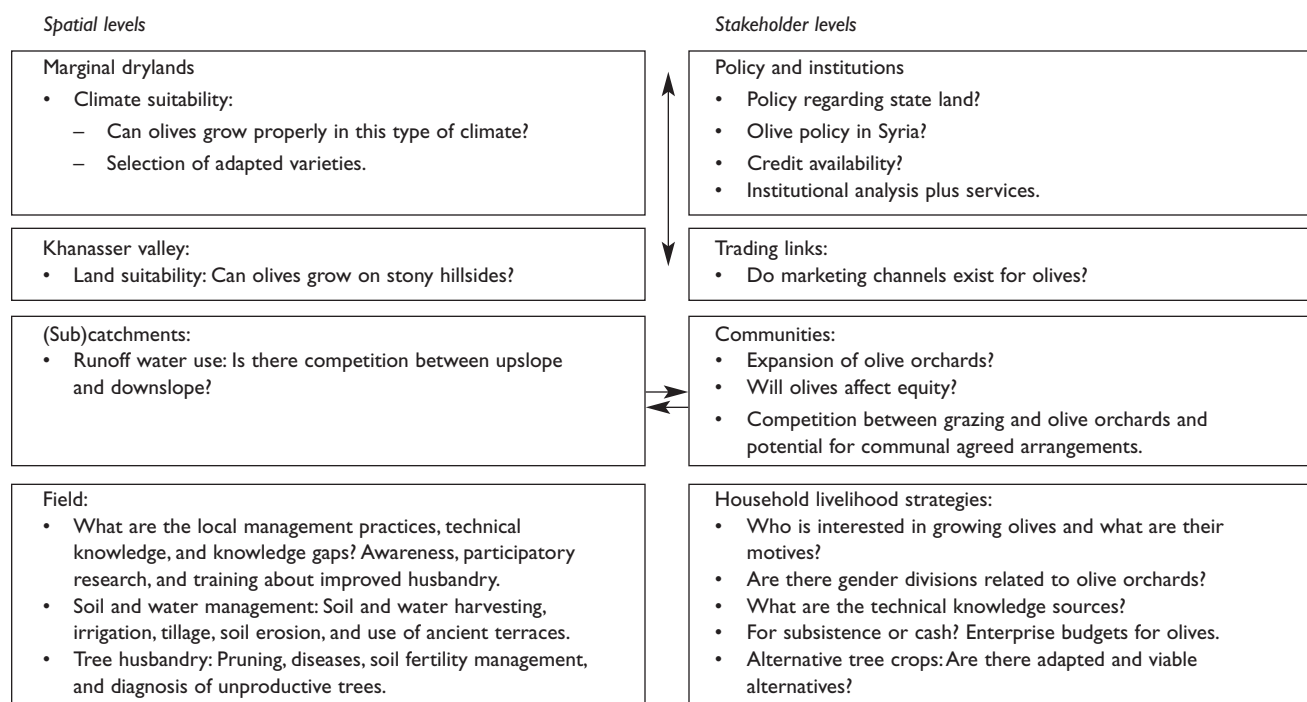 Spatial levels
Marginal drylands
• Climate suitability:
– Can olives grow properly in this type of climate?
– Selection of adapted varieties.
Khanasser valley:
• Land suitability: Can olives grow on stony hillsides?
(Sub)catchments:
• Runoff water use: Is there competition between upslope
and downslope?
Field:
• What are the local management practices, technical
knowledge, and knowledge gaps? Awareness, participatory
research, and training about improved husbandry.
• Soil and water management: Soil and water harvesting,
irrigation, tillage, soil erosion, and use of ancient terraces.
• Tree husbandry: Pruning, diseases, soil fertility management,
and diagnosis of unproductive trees.
Stakeholder levels
Policy and institutions
• Policy regarding state land?
• Olive policy in Syria?
• Credit availability?
• Institutional analysis plus services.
Trading links:
• Do marketing channels exist for olives?
Communities:
• Expansion of olive orchards?
• Will olives affect equity?
• Competition between grazing and olive orchards and
potential for communal agreed arrangements.
Household livelihood strategies:
• Who is interested in growing olives and what are their
motives?
• Are there gender divisions related to olive orchards?
• What are the technical knowledge sources?
• For subsistence or cash? Enterprise budgets for olives.
• Alternative tree crops: Are there adapted and viable
alternatives?